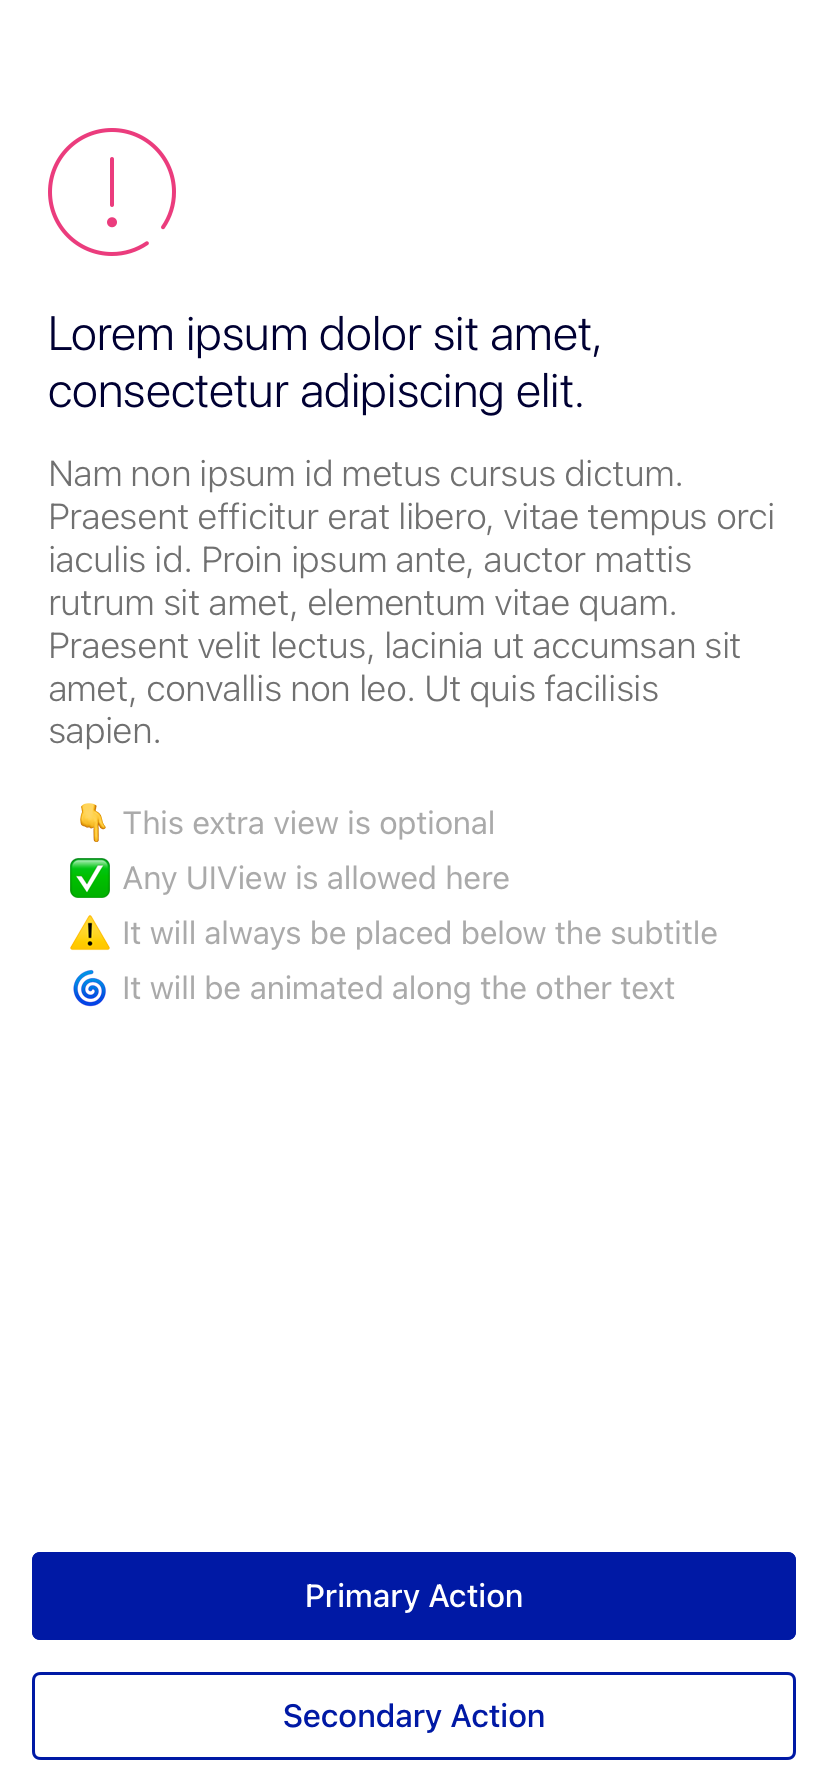 Lorem ipsum dolor sit amet,
consectetur adipiscing elit.
Nam non ipsum id metus cursus dictum.
Praesent efficitur erat libero, vitae tempus orci
iaculis id. Proin ipsum ante, auctor mattis
rutrum sit amet, elementum vitae quam.
Praesent velit lectus, lacinia ut accumsan sit
amet, convallis non leo. Ut quis facilisis
sapien.
👇 This extra view is optional
✅ Any UIView is allowed here
⚠️ It will always be placed below the subtitle
🌀 It will be animated along the other text
Primary Action
Secondary Action